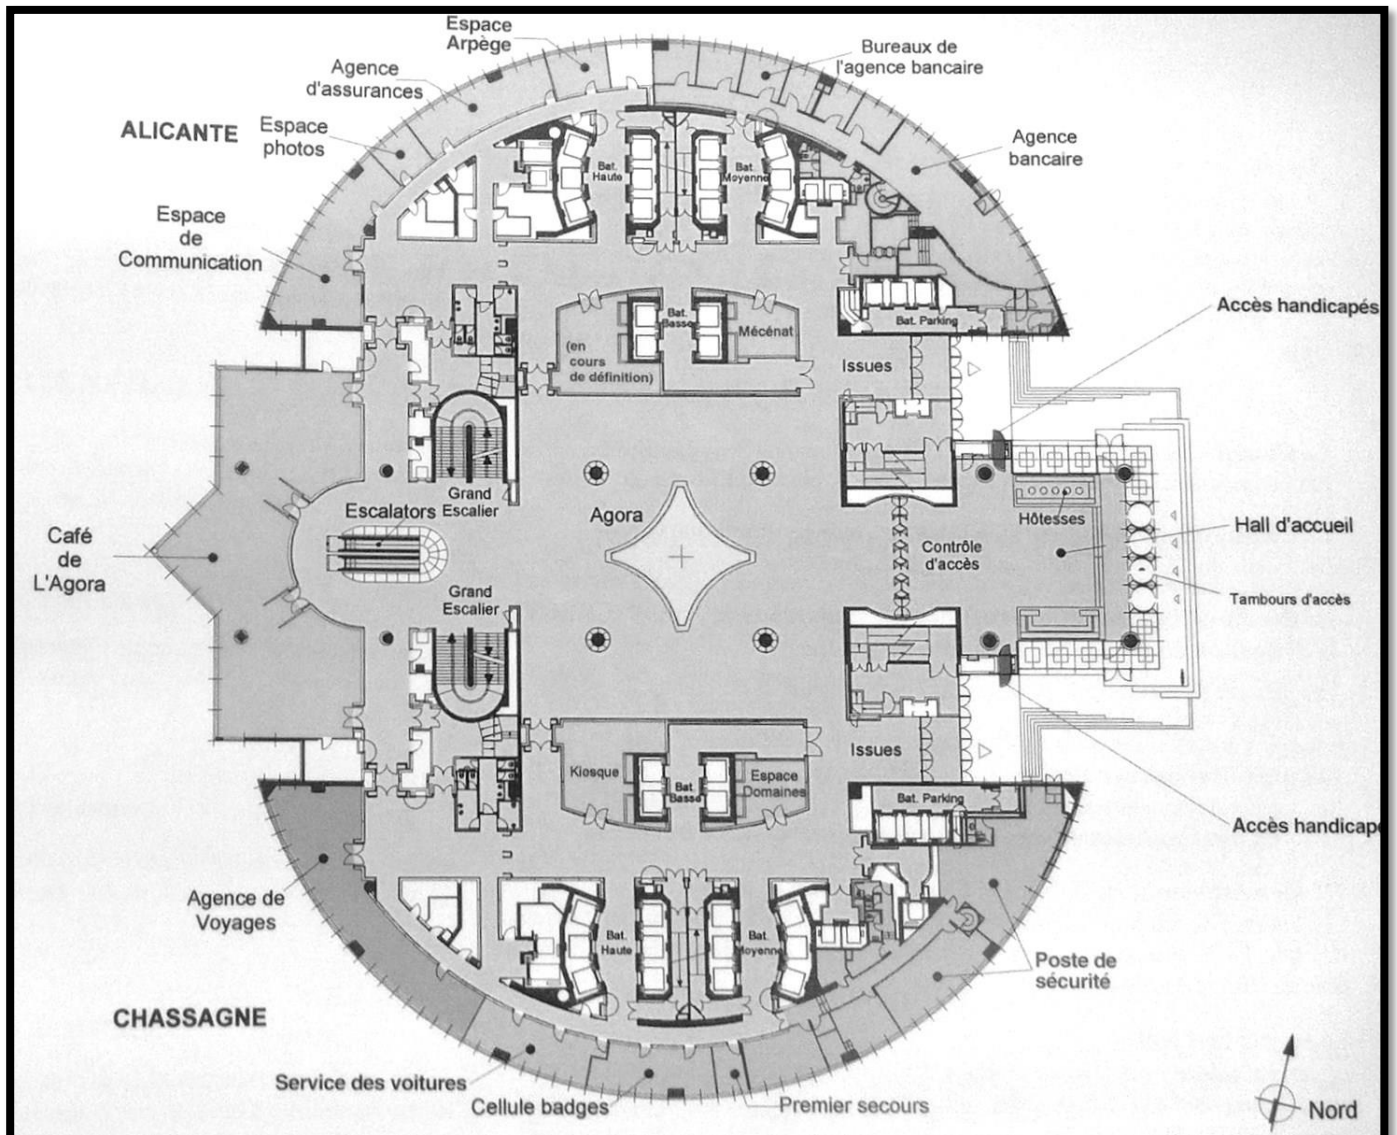 Espace
Arpège
Bureaux de
l'agence bancaire
Agence
d'assurances
ALICANTE
Espace
photos
Agence
bancaire
Espace
de
Communication
Bat.
Haute
Bat.
Moyenne
Accès handicapés
Bat.
Basse
Mécénat
Bat. Parking
(en
cours
de définition)
Issues
Grand
Escalier
Escalators
Agora
Hôtesses
Hall d'accueil
Café
de
L'Agora
Contrôle
d'accès
Tambours d'accès
Grand
Escalier
Issues
Kiosque
Bat.
Basse
Espace
Domaines
Bat. Parking
Accès handicapé
Agence de
Voyages
Bat.
Haute
Bat.
Moyenne
Poste de
sécurité
CHASSAGNE
Service des voitures
Cellule badges
Premier secours
Nord